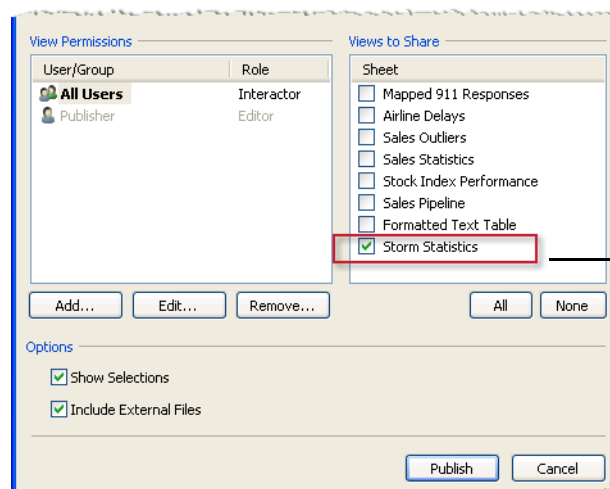 View Permissions
User/Group Role
All Users Interactor
Publisher Editor
Add... Edit... Remove...
Views to Share
Sheet
Mapped 911 Responses
Airline Delays
Sales Outliers
Sales Statistics
Stock Index Performance
Sales Pipeline
Formatted Text Table
Storm Statistics
All None
Options
Show Selections
Include External Files
Publish Cancel